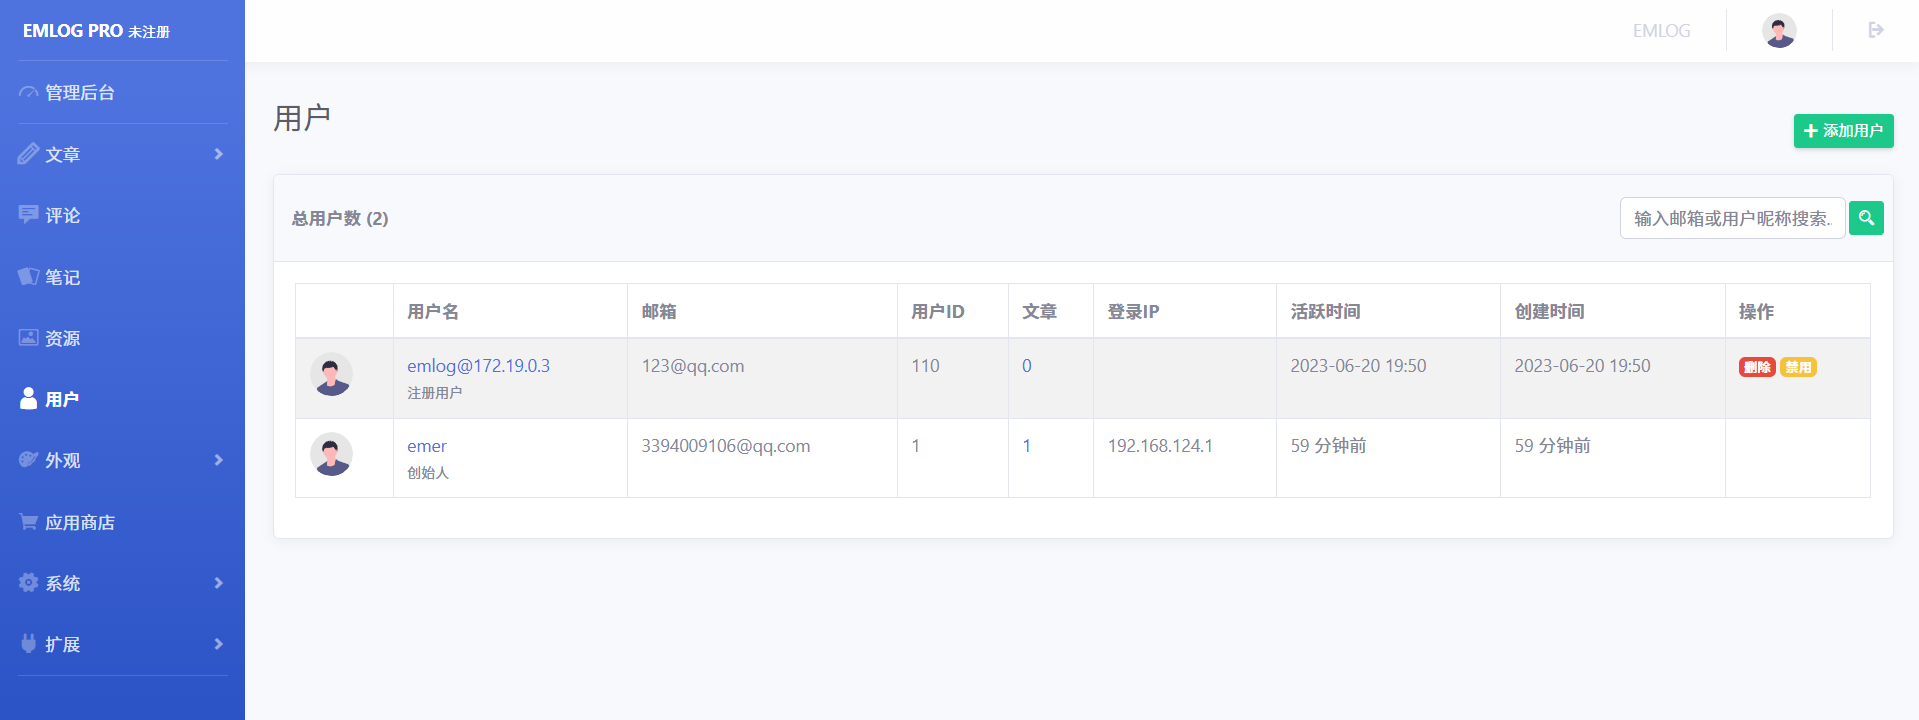 EMLOG PRO 未注册
EMLOG
管理后台
文章
评论
笔记
资源
用户
外观
应用商店
系统
扩展
用户
添加用户
总用户数 (2)
输入邮箱或用户昵称搜索..
用户名 邮箱 用户ID 文章 登录IP 活跃时间 创建时间 操作
emlog@172.19.0.3 123@qq.com 110 0 2023-06-20 19:50 2023-06-20 19:50 删除 禁用
注册用户
emer 3394009106@qq.com 1 1 192.168.124.1 59 分钟前 59 分钟前
创始人